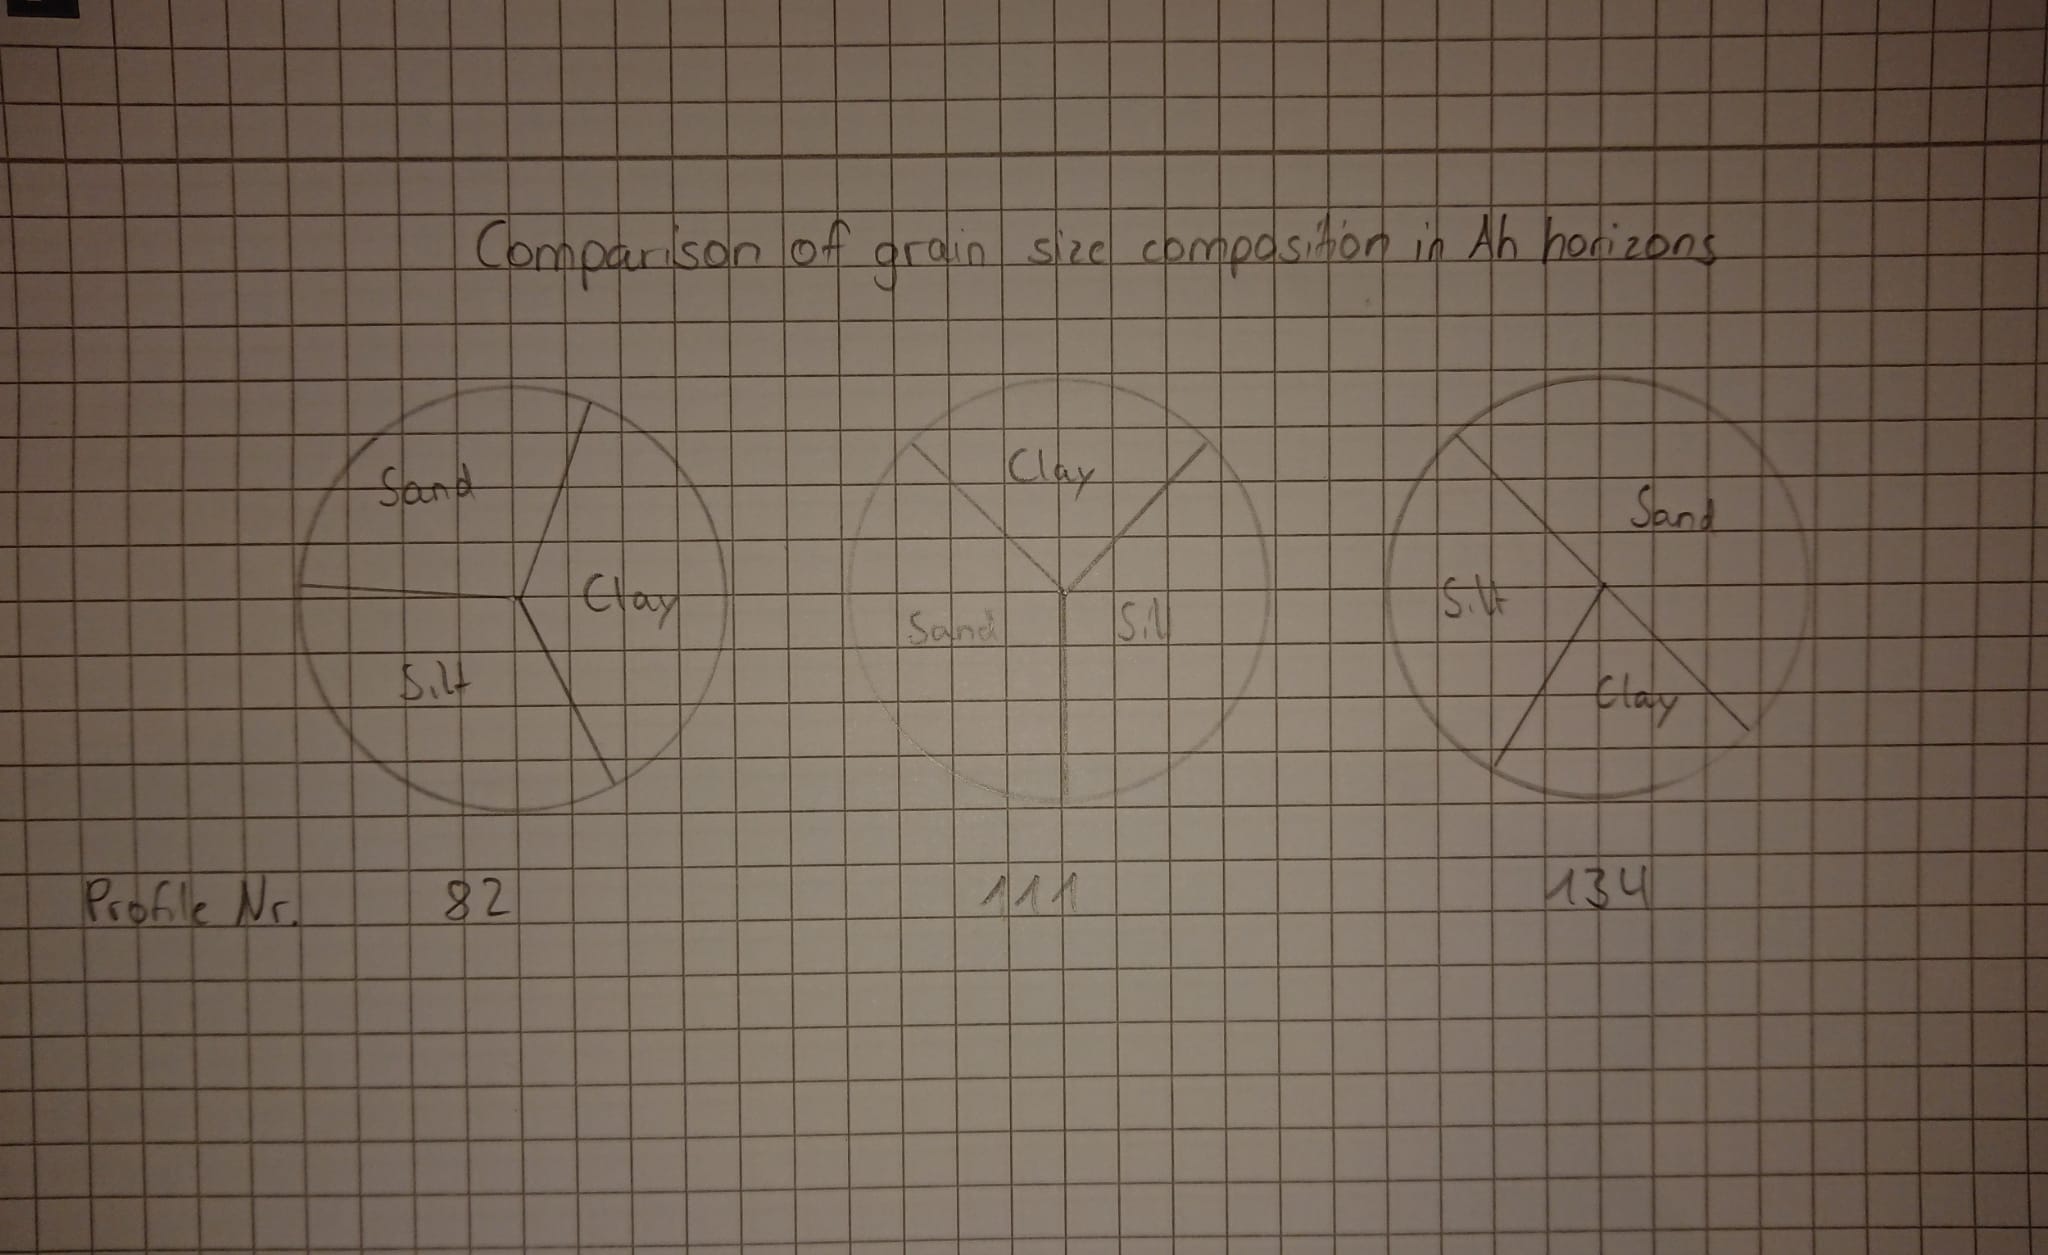 Comparison of grain size composition in Ah horizons
Sand
Clay
Silt
Clay
Sand
Sil
Sand
Silt
Clay
Profile Nr. 82 111 134